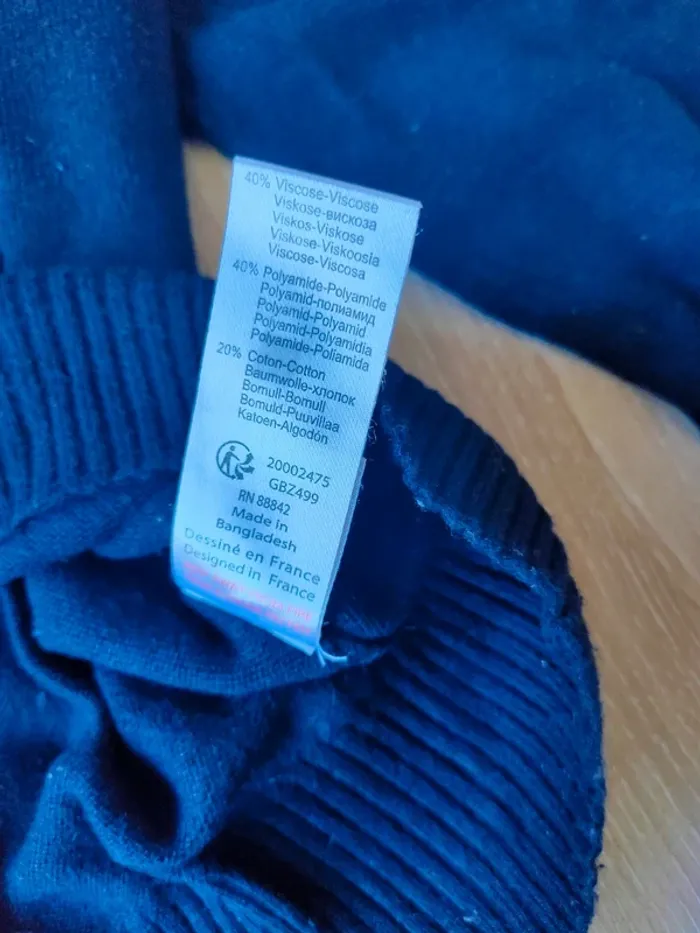 40% Viscose-Viscose
Viskose-вискоза
Viskos-Viskose
Viskose-Viskoosia
Viscose-Viscosa
40% Polyamide-Polyamide
Polyamid-полиамид
Polyamid-Polyamid
Polyamid-Polyamidia
Polyamide-Poliamida
20% Coton-Cotton
Baumwolle-хлопок
Bomull-Bomull
Bomuld-Puuvillaa
Katoen-Algodón
20002475
GBZ499
RN 88842
Made in
Bangladesh
Dessiné en France
Designed in France